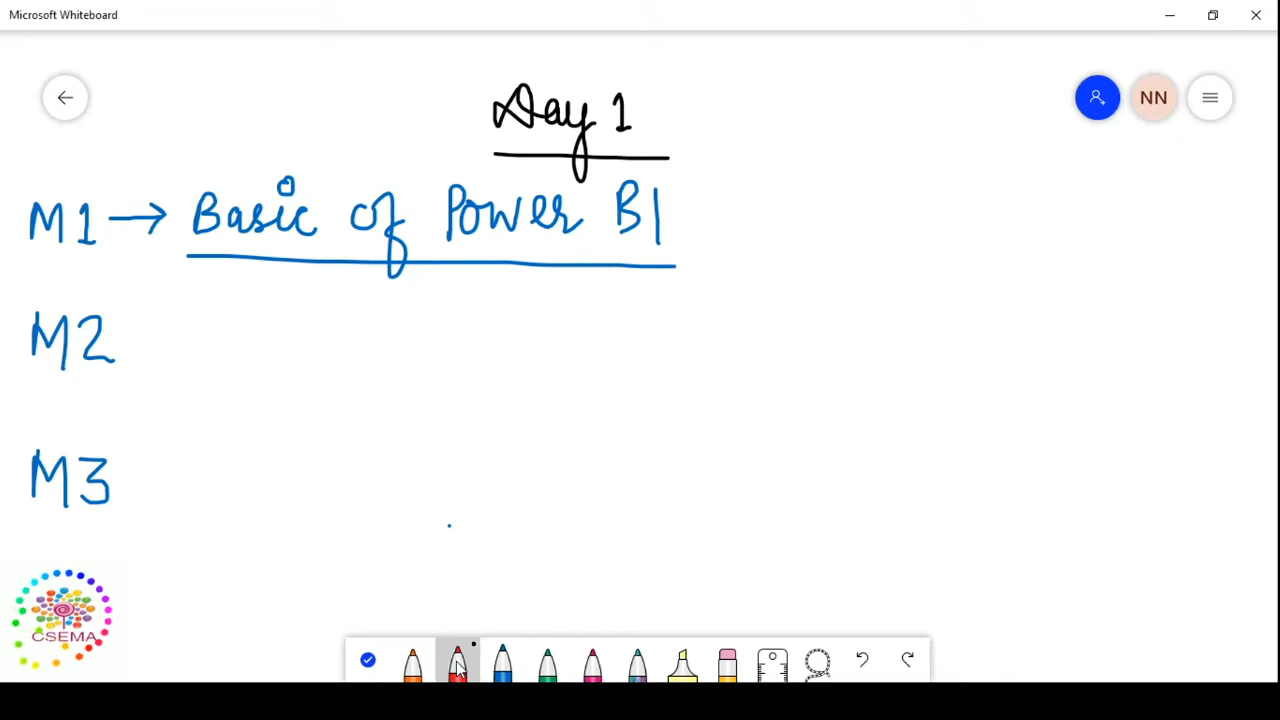 Microsoft Whiteboard
Day 1
NN
M1 → Basic of Power BI
M2
M3
CSEMA